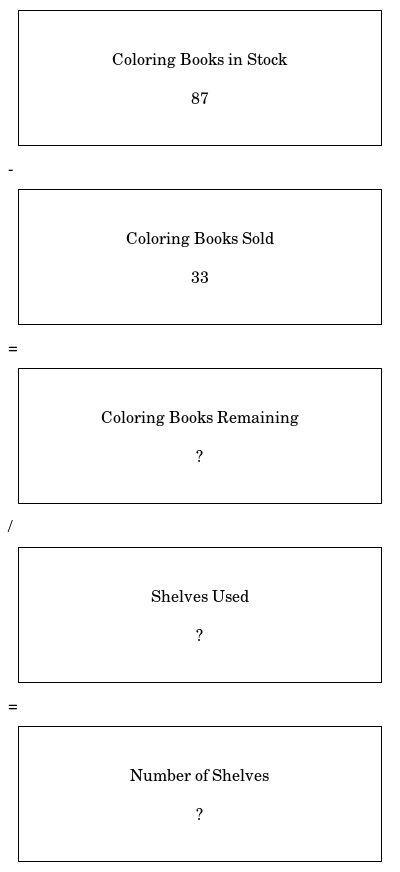 Coloring Books in Stock
87
-
Coloring Books Sold
33
=
Coloring Books Remaining
?
/
Shelves Used
?
=
Number of Shelves
?